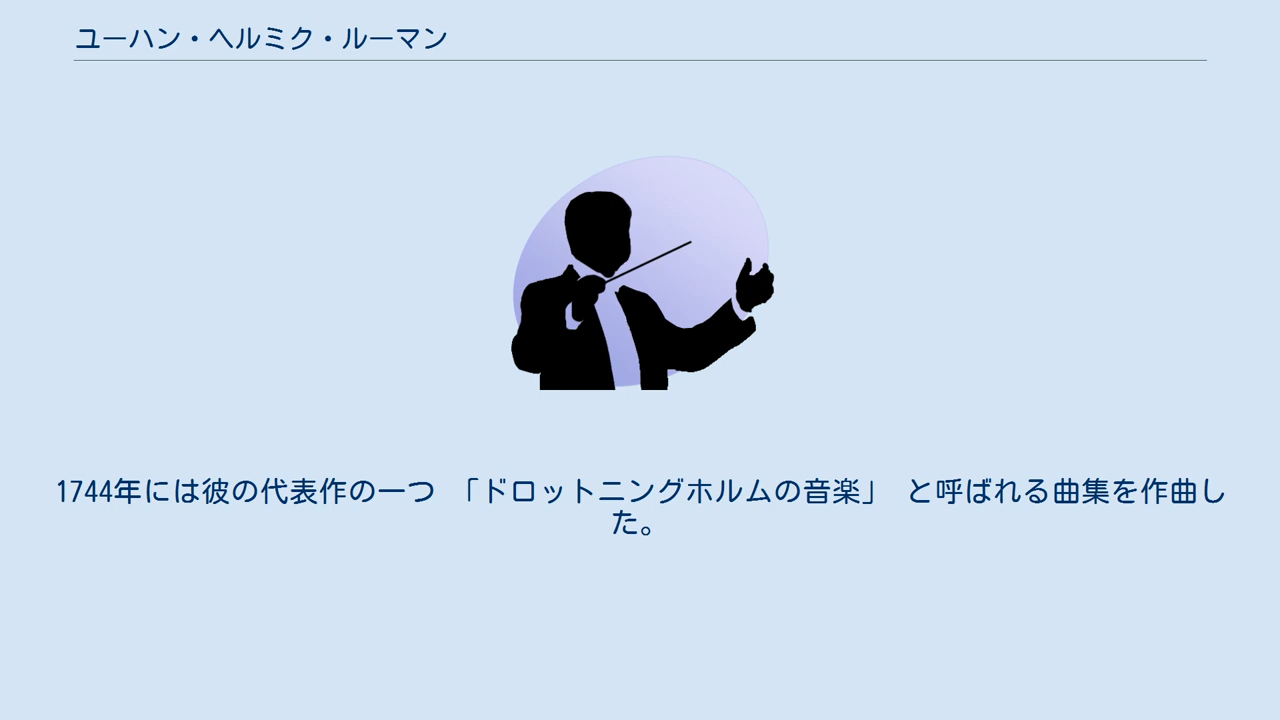 ユーハン・ヘルミク・ルーマン
1744年には彼の代表作の一つ 「ドロットニングホルムの音楽」 と呼ばれる曲集を作曲し
た。